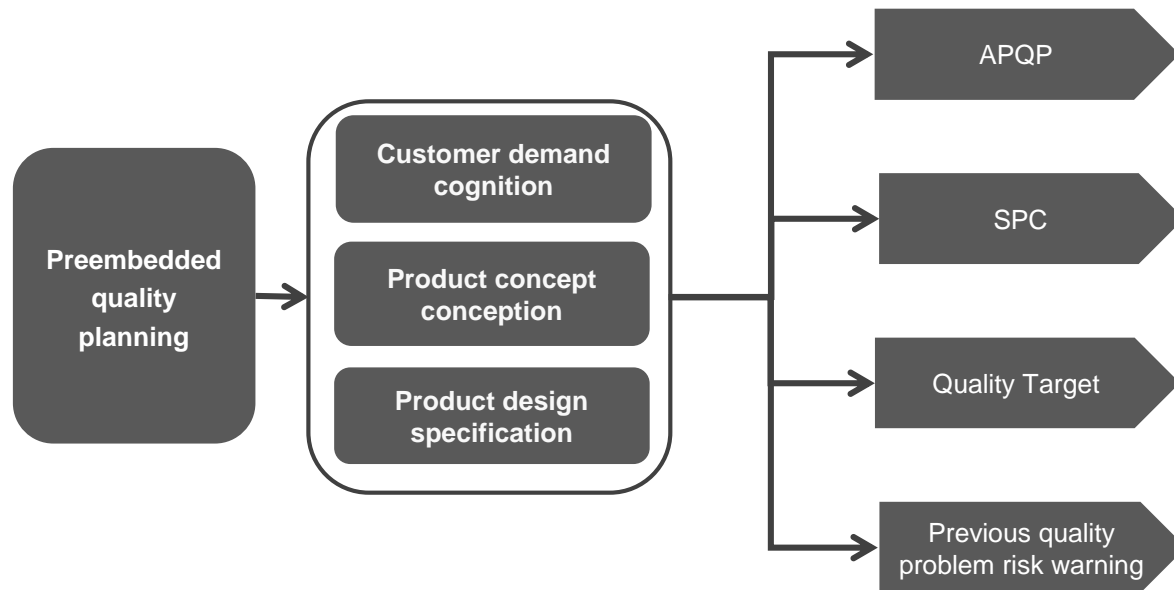 Preembedded
quality
planning
Customer demand
cognition
Product concept
conception
Product design
specification
APQP
SPC
Quality Target
Previous quality
problem risk warning